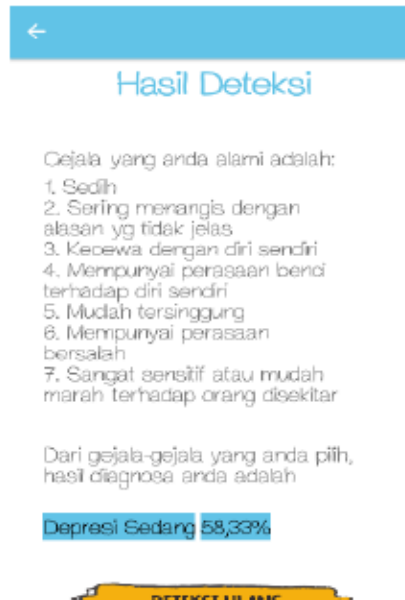 Hasil Deteksi
Gejala yang anda alami adalah:
1. Sedih
2. Sering menangis dengan
alasan yg tidak jelas
3. Kecewa dengan diri sendiri
4. Mempunyai perasaan benci
terhadap diri sendiri
5. Mudah tersinggung
6. Mempunyai perasaan
bersalah
7. Sangat sensitif atau mudah
marah terhadap orang disekitar
Dari gejala-gejala yang anda pilih,
hasil diagnosa anda adalah
Depresi Sedang 58,33%
DETEKSI ULANG